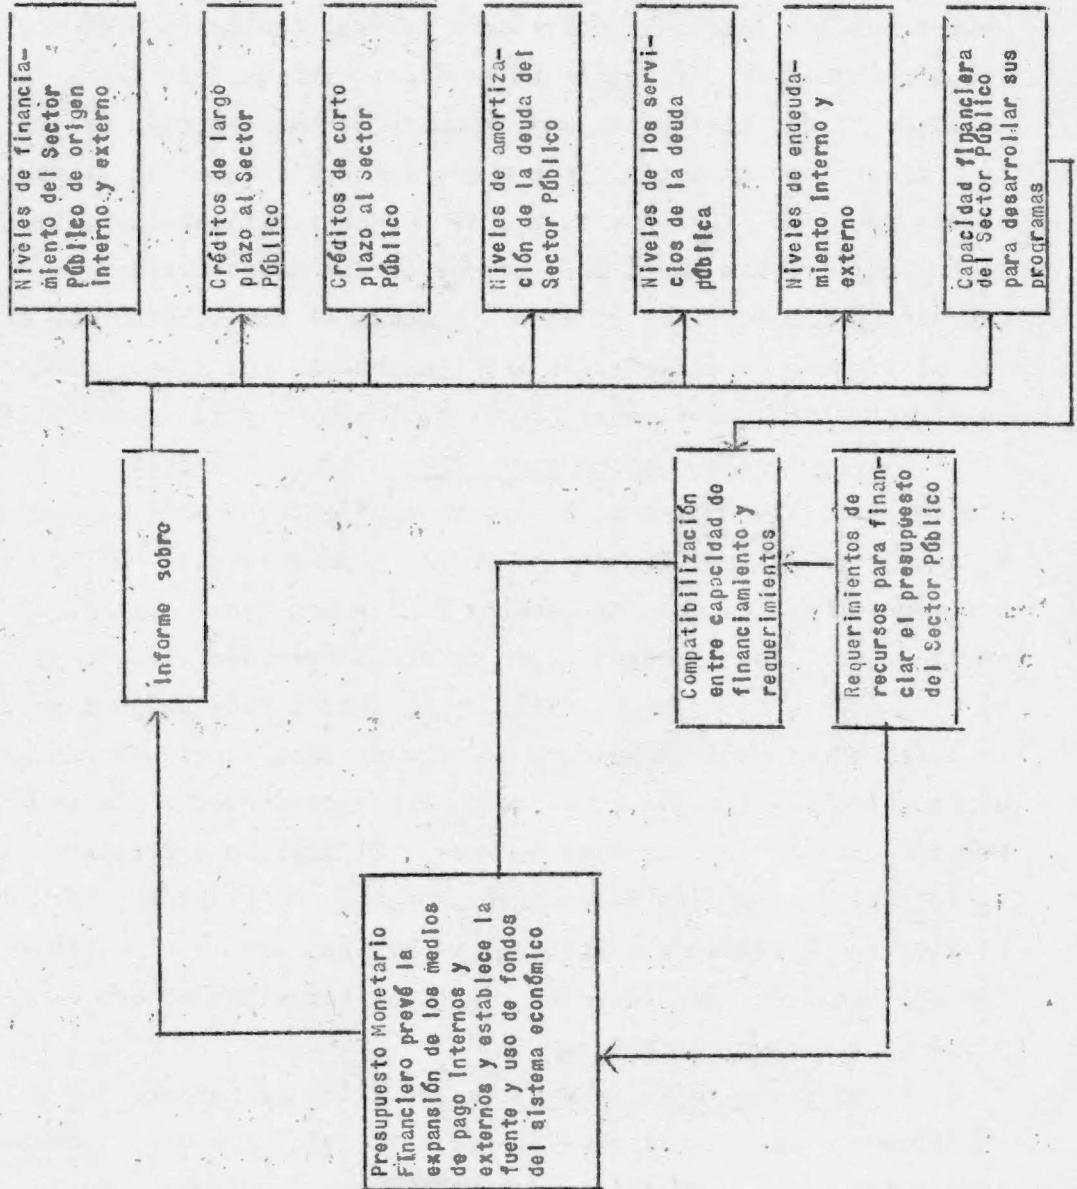 Presupuesto Monetario
Financiero prevé la
expansión de los medios
de pago internos y
externos y establece la
fuente y uso de fondos
del sistema económico
Informe sobre
Niveles de financia-
miento del Sector
Público de origen
interno y externo
Créditos de largo
plazo al Sector
Público
Créditos de corto
plazo al Sector
Público
Niveles de amortiza-
ción de la deuda del
Sector Público
Niveles de los servi-
cios de la deuda
pública
Niveles de endeuda-
miento interno y
externo
Capacidad financiera
del Sector Público
para desarrollar sus
programas
Compatibilización
entre capacidad de
financiamiento y
requerimientos
Requerimientos de
recursos para finan-
ciar el presupuesto
del Sector Público